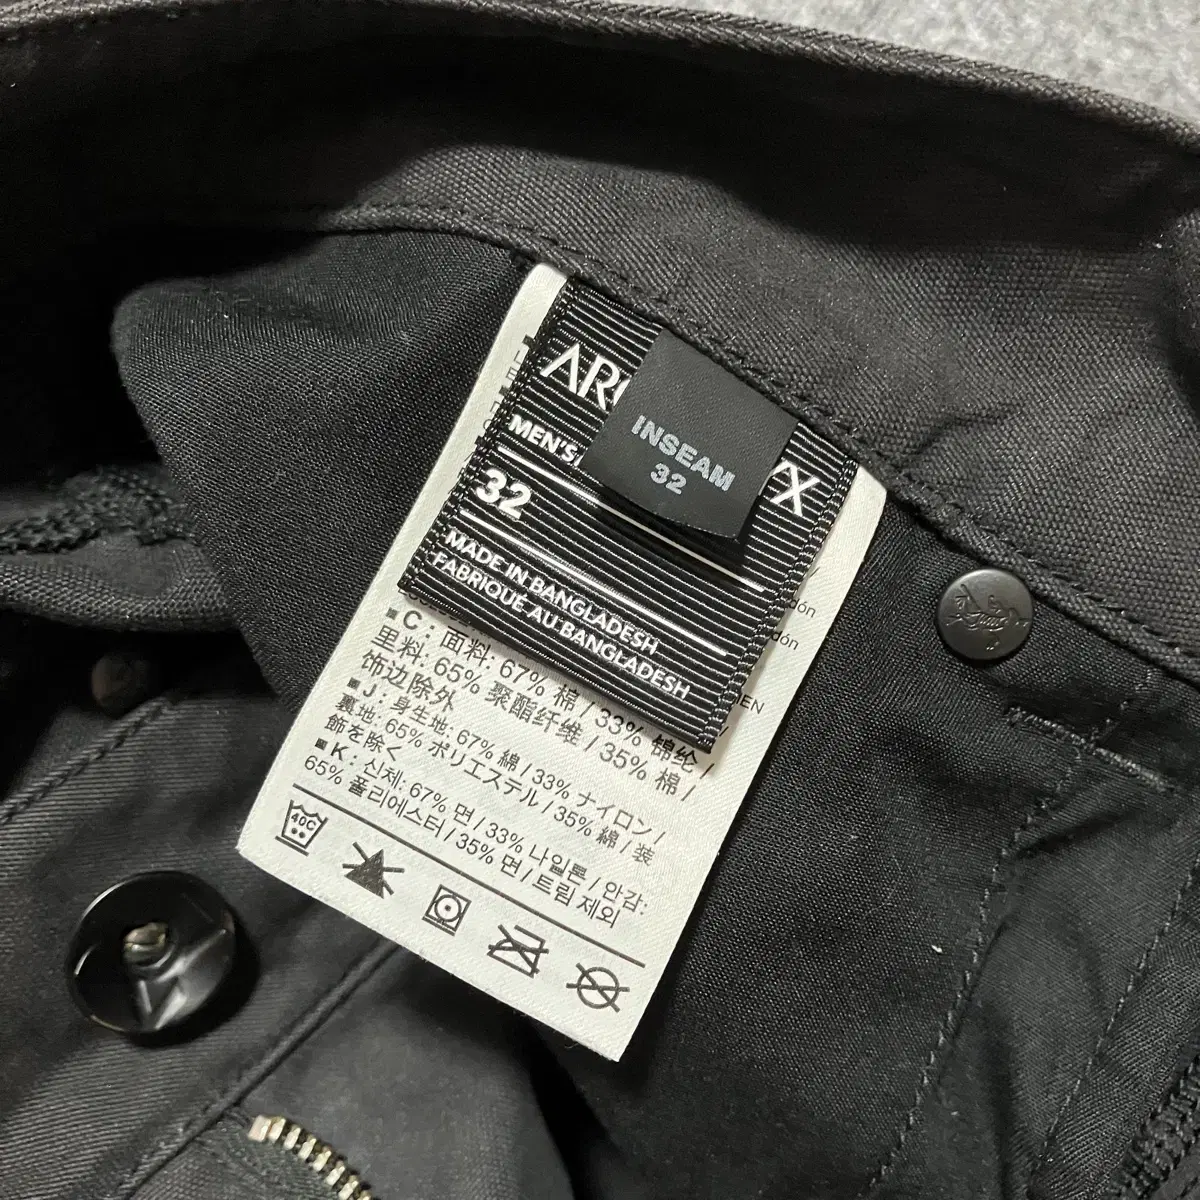 AR
X
INSEAM
32
MEN'S
32
MADE IN BANGLADESH
FABRIQUÉ AU BANGLADESH
dón
dón
EN
■ C : 面料: 67% 棉 / 33% 锦纶 /
里料: 65% 聚酯纤维 / 35% 棉 /
饰边除外
■ J : 身生地: 67% 綿 / 33% ナイロン /
裏地: 65% ポリエステル / 35% 綿 / 装
飾を除く
■ K : 신체: 67% 면 / 33% 나일론 / 안감:
65% 폴리에스터 / 35% 면 / 트림 제외
40C